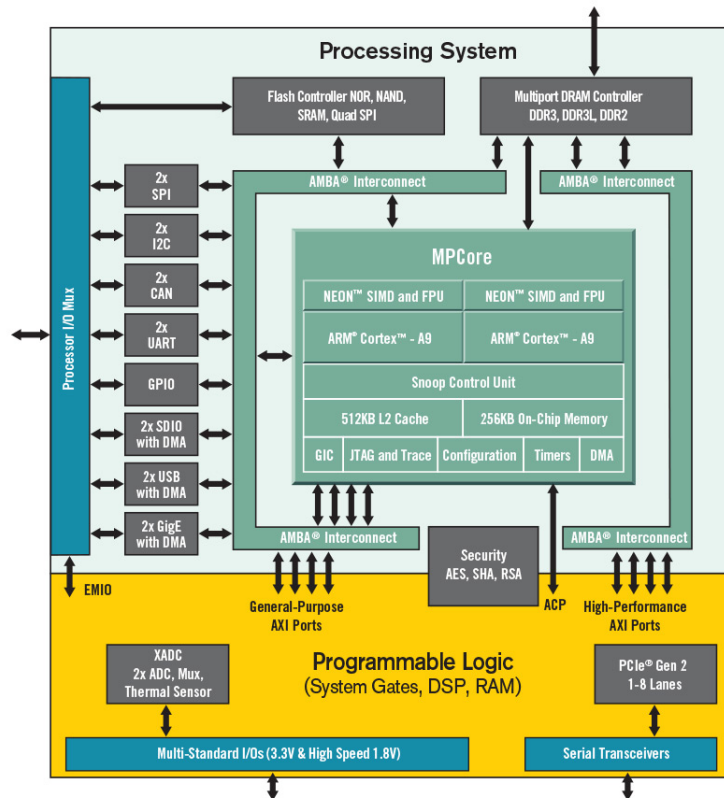 Processing System
Flash Controller NOR, NAND,
SRAM, Quad SPI
Multiport DRAM Controller
DDR3, DDR3L, DDR2
AMBA® Interconnect
AMBA® Interconnect
Processor I/O Mux
2x
SPI
2x
I2C
2x
CAN
2x
UART
GPIO
2x SDIO
with DMA
2x USB
with DMA
2x GigE
with DMA
MPCore
NEON™ SIMD and FPU
NEON™ SIMD and FPU
ARM® Cortex™ - A9
ARM® Cortex™ - A9
Snoop Control Unit
512KB L2 Cache
256KB On-Chip Memory
GIC
JTAG and Trace
Configuration
Timers
DMA
AMBA® Interconnect
Security
AES, SHA, RSA
AMBA® Interconnect
EMIO
General-Purpose
AXI Ports
ACP
High-Performance
AXI Ports
XADC
2x ADC, Mux,
Thermal Sensor
Programmable Logic
(System Gates, DSP, RAM)
PCIe® Gen 2
1-8 Lanes
Multi-Standard I/Os (3.3V & High Speed 1.8V)
Serial Transceivers